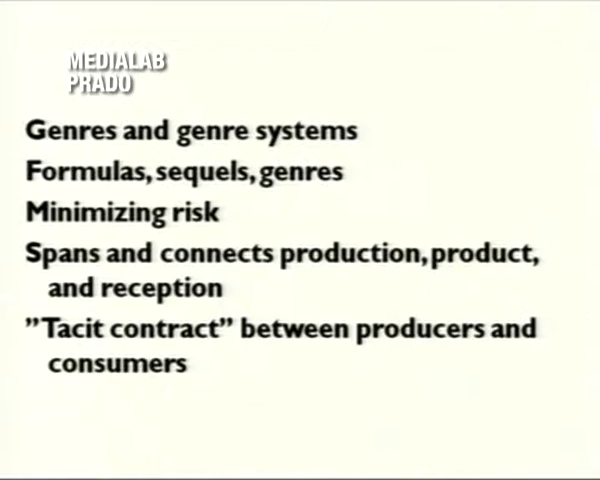 MEDIALAB
PRADO
Genres and genre systems
Formulas, sequels, genres
Minimizing risk
Spans and connects production, product,
and reception
”Tacit contract” between producers and
consumers